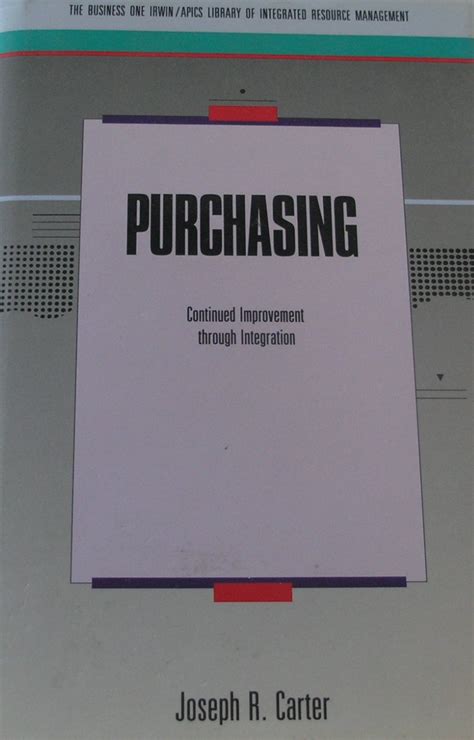 THE BUSINESS ONE IRWIN/APICS LIBRARY OF INTEGRATED RESOURCE MANAGEMENT
PURCHASING
Continued Improvement
through Integration
Joseph R. Carter